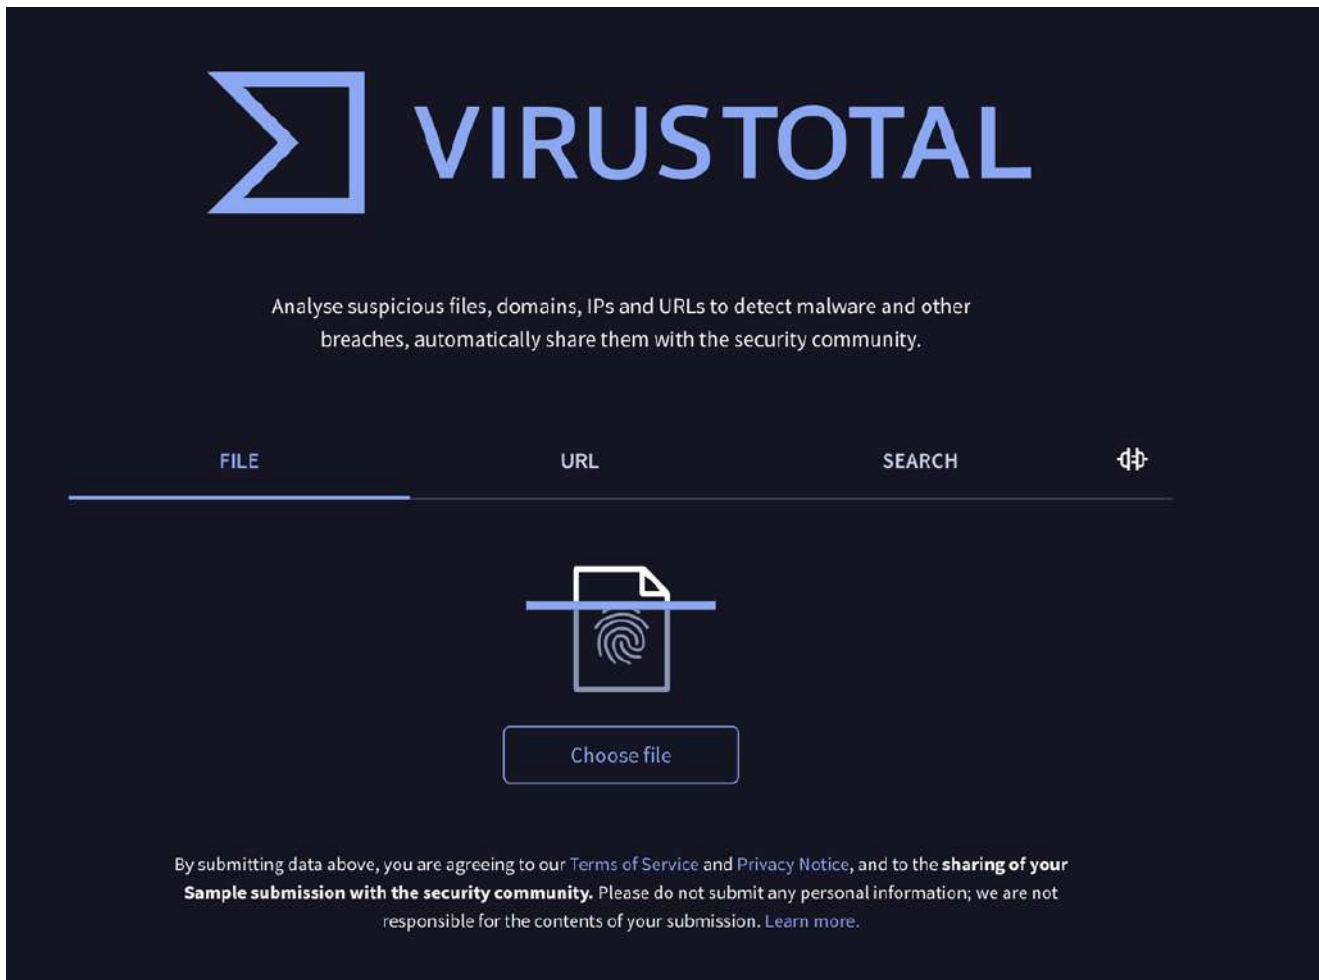 VIRUSTOTAL
Analyse suspicious files, domains, IPs and URLs to detect malware and other
breaches, automatically share them with the security community.
FILE URL SEARCH
Choose file
By submitting data above, you are agreeing to our Terms of Service and Privacy Notice, and to the sharing of your
Sample submission with the security community. Please do not submit any personal information; we are not
responsible for the contents of your submission. Learn more.